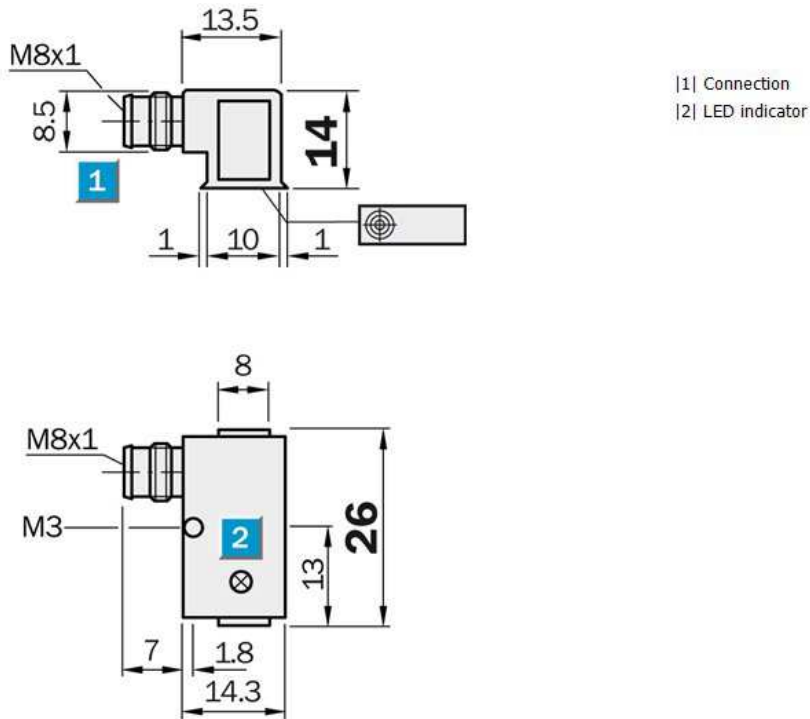 13.5
M8x1
|1| Connection
|2| LED indicator
8.5
14
1
1
10
1
8
M8x1
M3
2
26
13
7
1.8
14.3